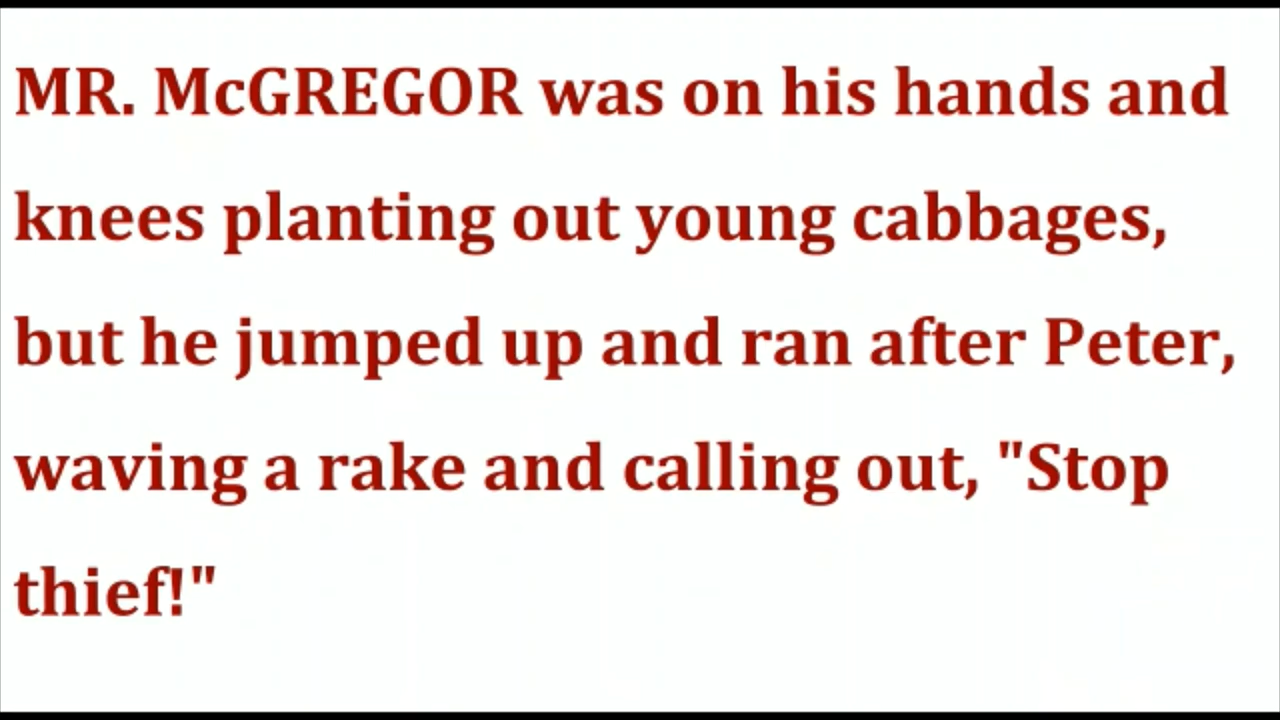 MR. McGREGOR was on his hands and
knees planting out young cabbages,
but he jumped up and ran after Peter,
waving a rake and calling out, "Stop
thief!"